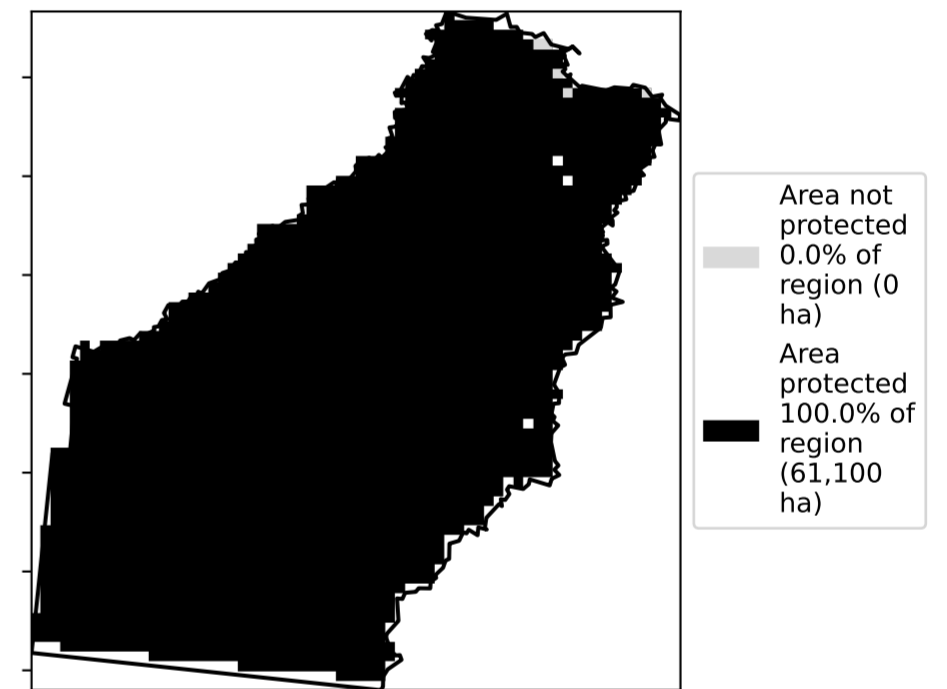 Area not
protected
0.0% of
region (0
ha)
Area
protected
100.0% of
region
(61,100
ha)